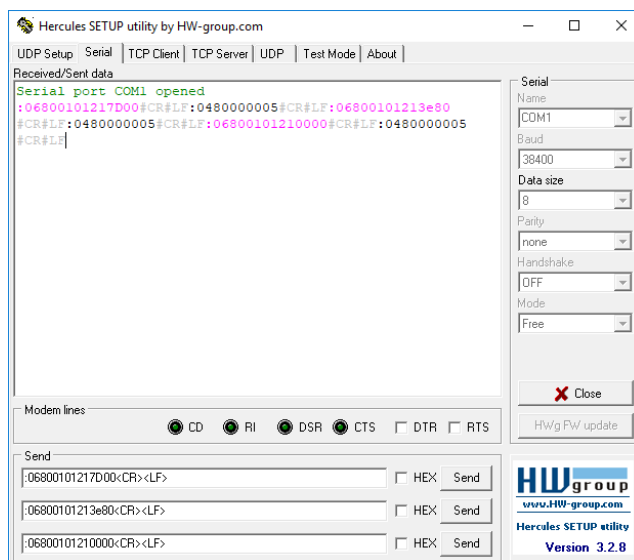 Hercules SETUP utility by HW-group.com
UDP Setup Serial TCP Client TCP Server UDP Test Mode About
Received/Sent data
Serial port COM1 opened
:06800101217D00#CR#LF:0480000005#CR#LF:06800101213e80
#CR#LF:0480000005#CR#LF:06800101210000#CR#LF:0480000005
#CR#LF
Serial
Name
COM1
Baud
38400
Data size
8
Parity
none
Handshake
OFF
Mode
Free
Close
HWg FW update
Modem lines
CD RI DSR CTS DTR RTS
Send
:06800101217D00<CR><LF> HEX Send
:06800101213e80<CR><LF> HEX Send
:06800101210000<CR><LF> HEX Send
HW group
www.HW-group.com
Hercules SETUP utility
Version 3.2.8